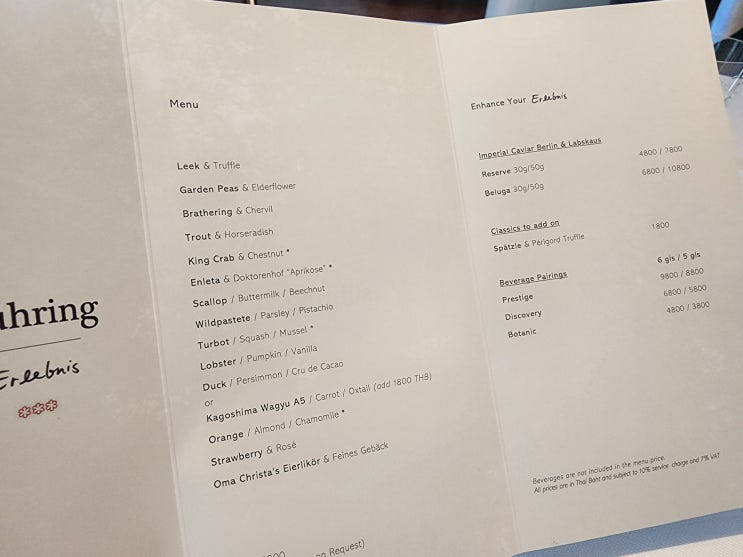 Erlebnis
Menu
Leek & Truffle
Garden Peas & Elderflower
Brathering & Chervil
Trout & Horseradish
King Crab & Chestnut *
Enleta & Doktorenhof "Aprikose" *
Scallop / Buttermilk / Beechnut
Wildpastete / Parsley / Pistachio
Turbot / Squash / Mussel *
Lobster / Pumpkin / Vanilla
Duck / Persimmon / Cru de Cacao
or
Kagoshima Wagyu A5 / Carrot / Oxtail (add 1800 THB)
Orange / Almond / Chamomile *
Strawberry & Rosé
Oma Christa's Eierlikör & Feines Gebäck
Request)
Enhance Your Erlebnis
Imperial Caviar Berlin & Labskaus
Reserve 30g/50g 4800 / 7800
Beluga 30g/50g 6800 / 10800
Classics to add on
Spätzle & Périgord Truffle 1800
Beverage Pairings 6 gls / 5 gls
Prestige 9800 / 8800
Discovery 6800 / 5800
Botanic 4800 / 3800
Beverages are not included in the menu price.
All prices are in Thai Baht and subject to 10% service charge and 7% VAT